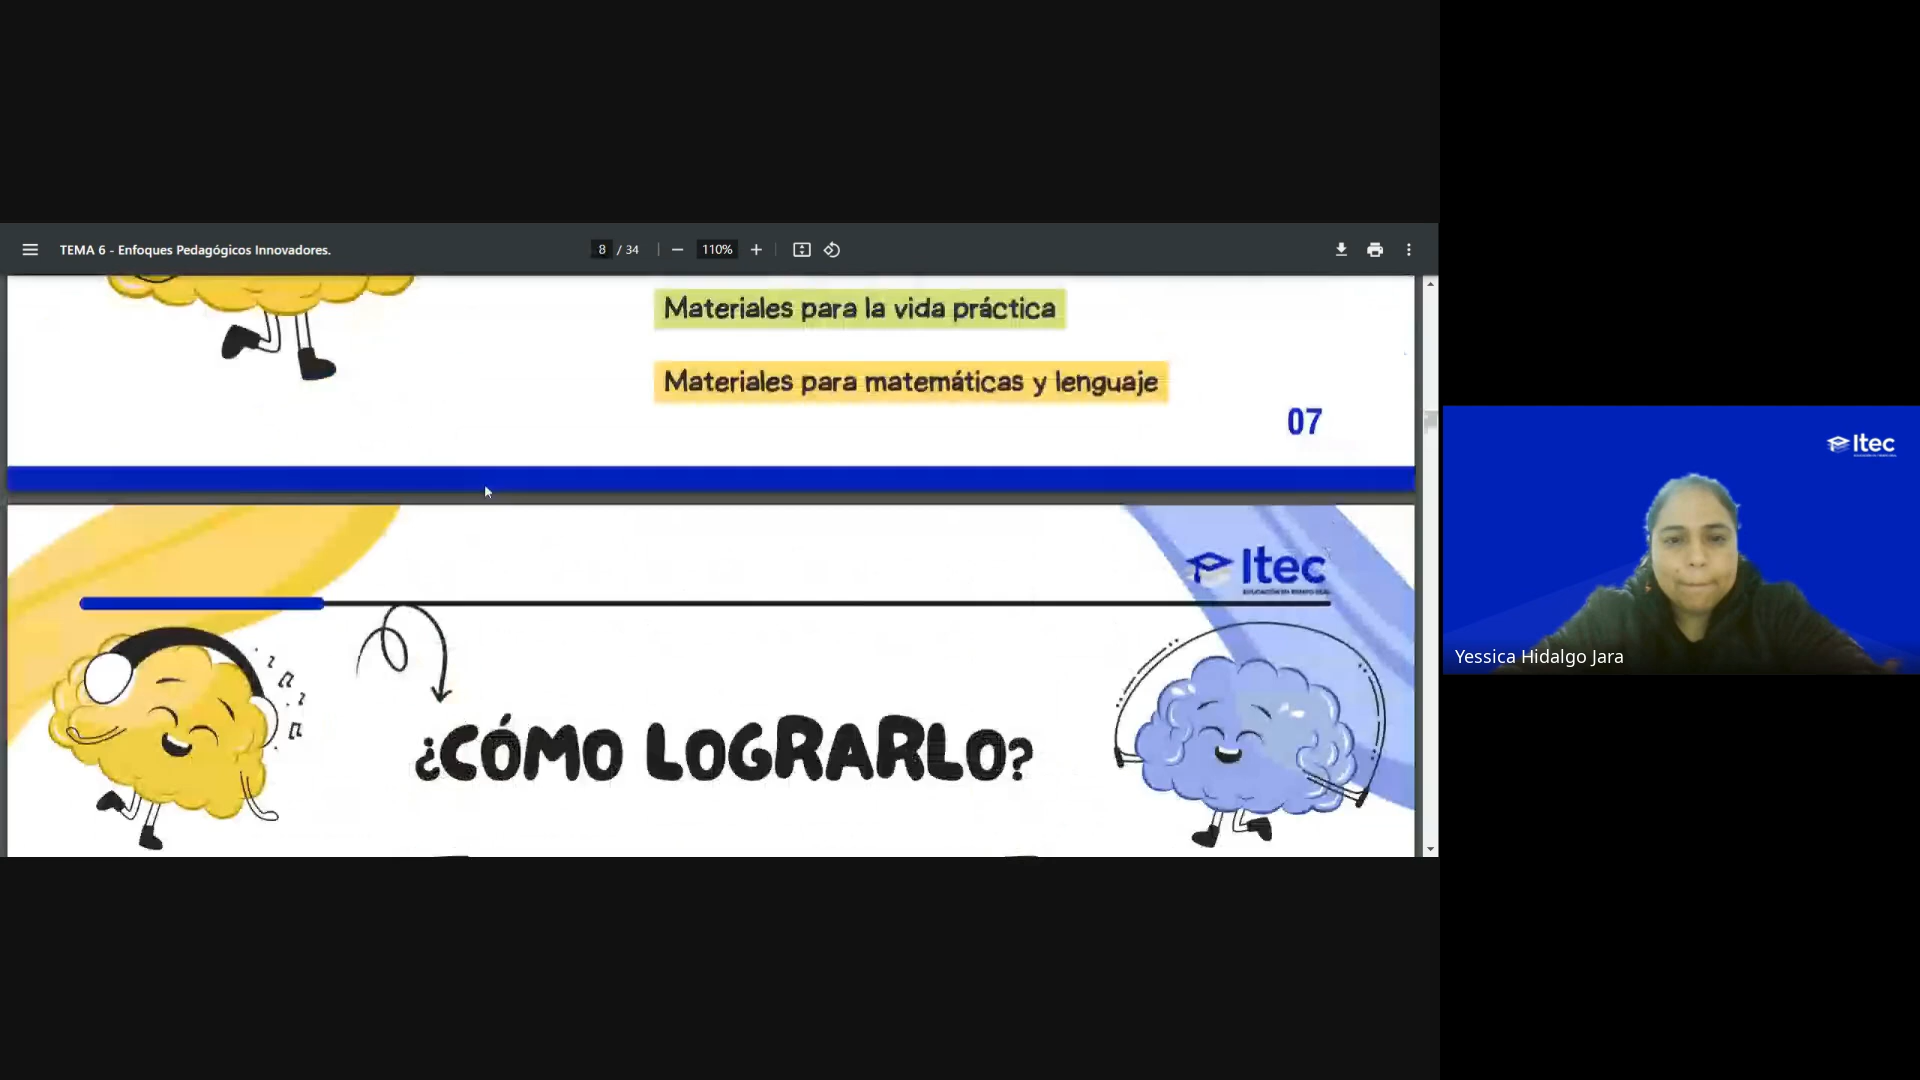 TEMA 6 - Enfoques Pedagógicos Innovadores.
8 / 34
110%
Materiales para la vida práctica
Materiales para matemáticas y lenguaje
07
Itec
¿CÓMO LOGRARLO?
Itec
Yessica Hidalgo Jara